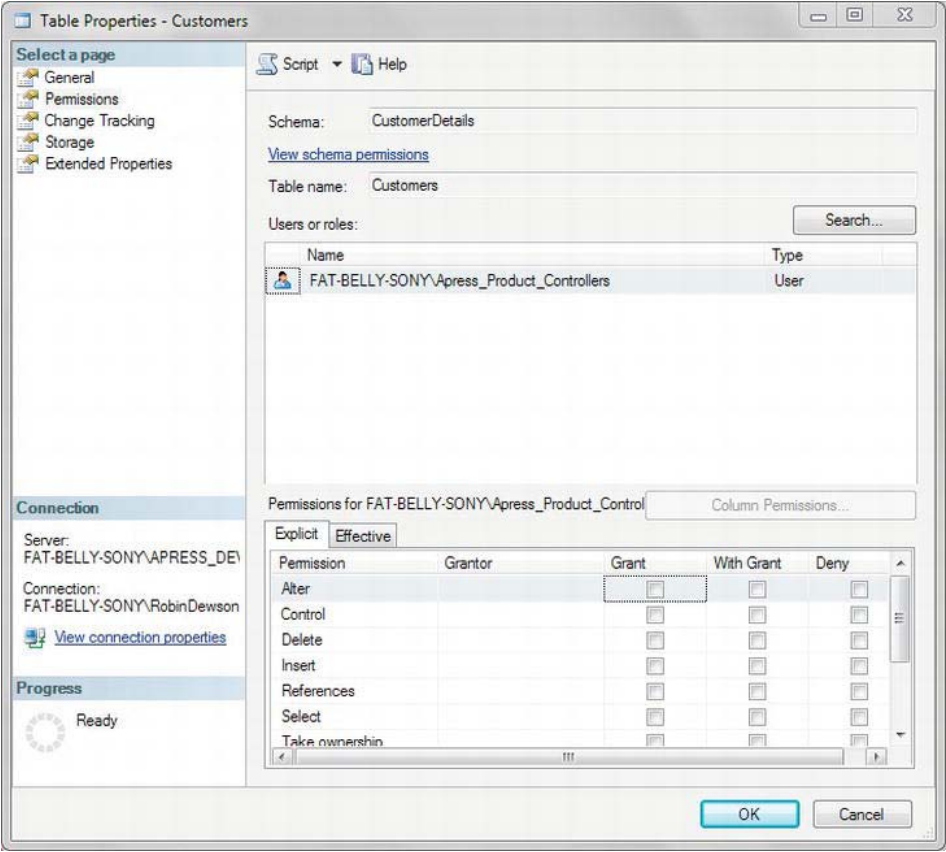 Table Properties - Customers
Select a page
General
Permissions
Change Tracking
Storage
Extended Properties
Script Help
Schema: CustomerDetails
View schema permissions
Table name: Customers
Users or roles: Search...
Name Type
FAT-BELLY-SONY\Apress_Product_Controllers User
Connection
Server:
FAT-BELLY-SONY\APRESS_DEV
Connection:
FAT-BELLY-SONY\RobinDewson
View connection properties
Progress
Ready
Permissions for FAT-BELLY-SONY\Apress_Product_Control Column Permissions...
Explicit Effective
Permission Grantor Grant With Grant Deny
Alter
Control
Delete
Insert
References
Select
Take ownership
OK Cancel